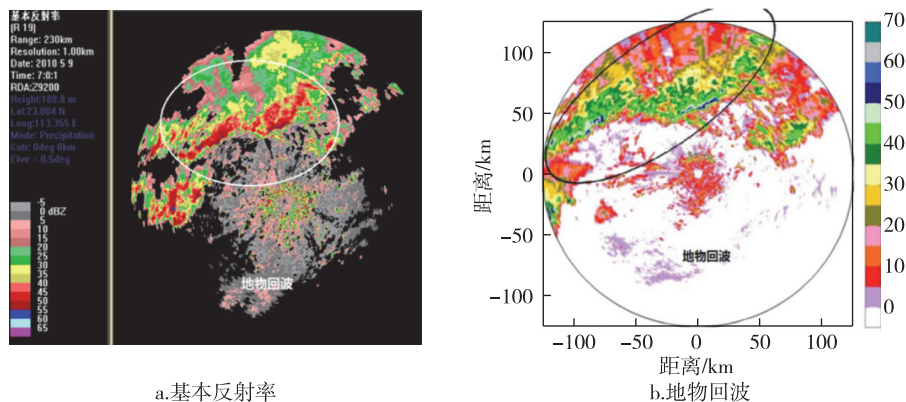 基本反射率
(R 19)
Range: 230km
Resolution: 1.00km
Date: 2010 5 9
Time: 7:0:1
RDA:Z9200
Height:180.8 m
Lat:23.004 N
Long:113.355 E
Mode: Precipitation
Cntr: 0deg 0km
Elve = 0.5deg
-5
0 dBZ
5
10
15
20
25
30
35
40
45
50
55
60
65
地物回波
a.基本反射率
距离/km
100
50
0
-50
-100
-100
-50
0
50
100
距离/km
地物回波
70
60
50
40
30
20
70
10
0
b.地物回波